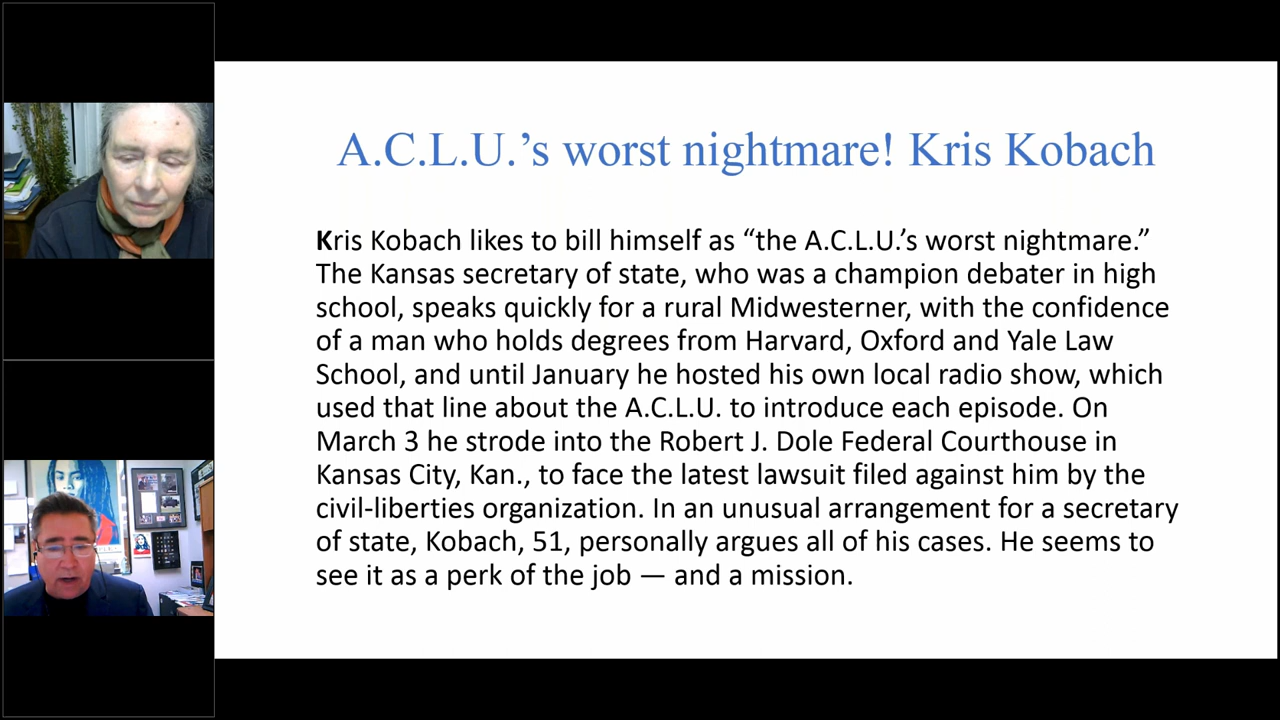 A.C.L.U.’s worst nightmare! Kris Kobach
Kris Kobach likes to bill himself as “the A.C.L.U.’s worst nightmare.”
The Kansas secretary of state, who was a champion debater in high
school, speaks quickly for a rural Midwesterner, with the confidence
of a man who holds degrees from Harvard, Oxford and Yale Law
School, and until January he hosted his own local radio show, which
used that line about the A.C.L.U. to introduce each episode. On
March 3 he strode into the Robert J. Dole Federal Courthouse in
Kansas City, Kan., to face the latest lawsuit filed against him by the
civil-liberties organization. In an unusual arrangement for a secretary
of state, Kobach, 51, personally argues all of his cases. He seems to
see it as a perk of the job — and a mission.